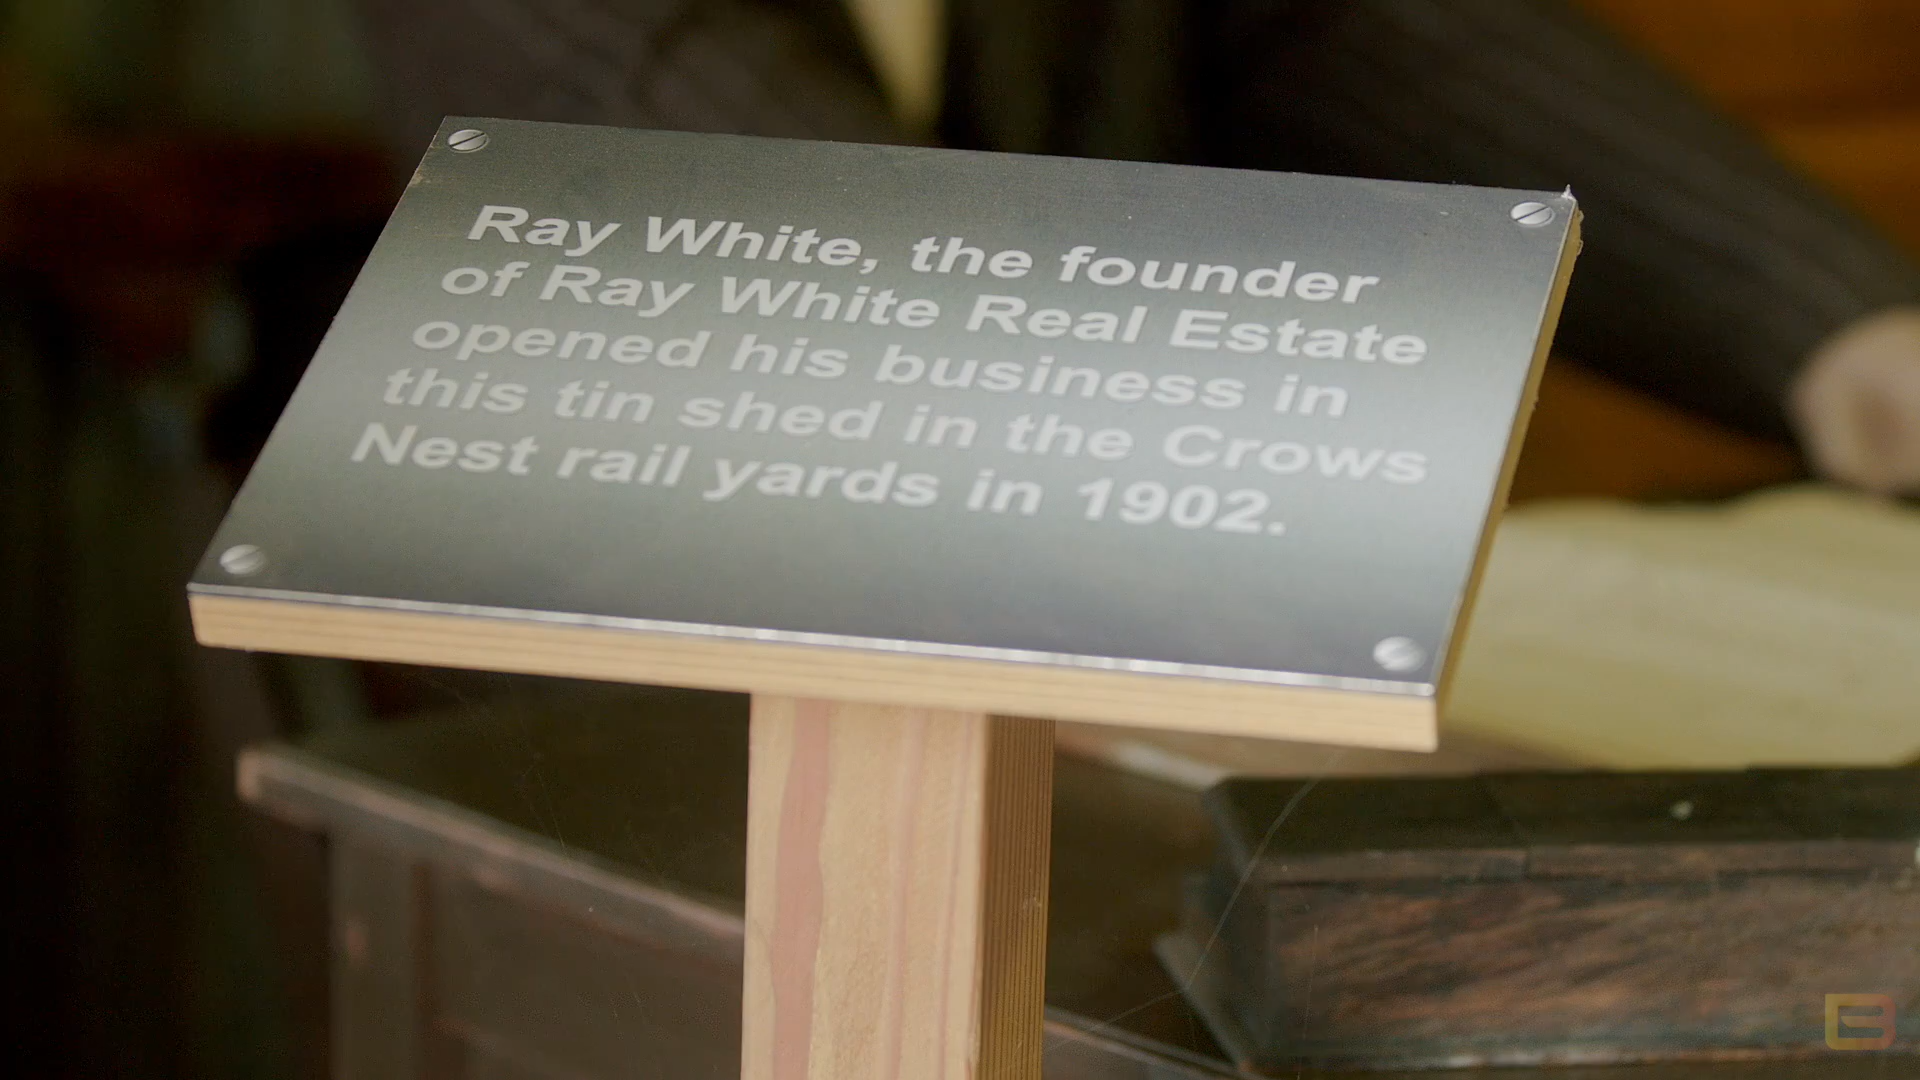 Ray White, the founder
of Ray White Real Estate
opened his business in
this tin shed in the Crows
Nest rail yards in 1902.